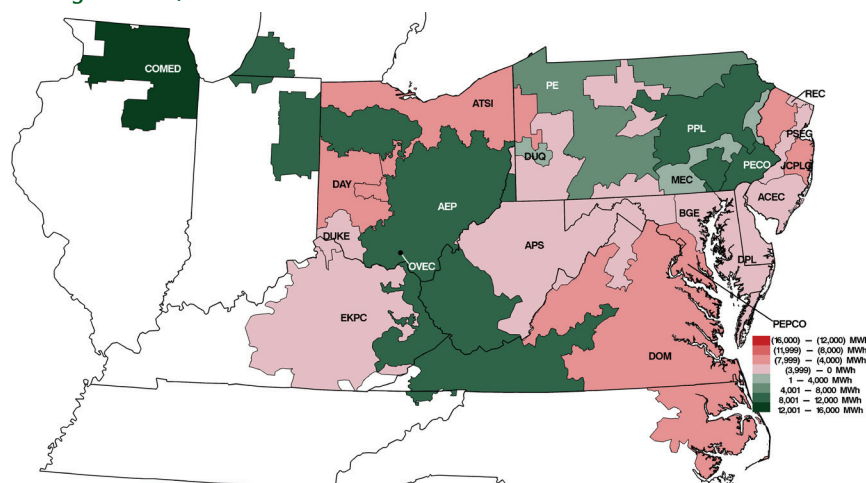 COMED
PE
ATSI
REC
PPL
PSEG
DUQ
PECO
JCPLC
DAY
MEC
ACEC
AEP
BGE
DUKE
APS
DPL
OVEC
EKPC
PEPCO
DOM
(16,000) – (12,000) MWh
(11,999) – (8,000) MWh
(7,999) – (4,000) MWh
(3,999) – 0 MWh
1 – 4,000 MWh
4,001 – 8,000 MWh
8,001 – 12,000 MWh
12,001 – 16,000 MWh